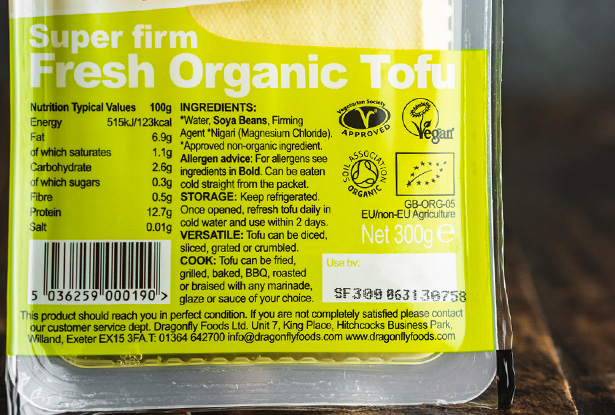 Super firm
Fresh Organic Tofu
Nutrition Typical Values 100g
Energy 515kJ/123kcal
Fat 6.9g
of which saturates 1.1g
Carbohydrate 2.6g
of which sugars 0.3g
Fibre 0.5g
Protein 12.7g
Salt 0.01g
5 036259 000190 >
INGREDIENTS:
*Water, Soya Beans, Firming
Agent *Nigari (Magnesium Chloride).
*Approved non-organic ingredient.
Allergen advice: For allergens see
ingredients in Bold. Can be eaten
cold straight from the packet.
STORAGE: Keep refrigerated.
Once opened, refresh tofu daily in
cold water and use within 2 days.
VERSATILE: Tofu can be diced,
sliced, grated or crumbled.
COOK: Tofu can be fried,
grilled, baked, BBQ, roasted
or braised with any marinade,
glaze or sauce of your choice.
Vegetarian Society
APPROVED
Vegan
SOIL ASSOCIATION
ORGANIC
GB-ORG-05
EU/non-EU Agriculture
Net 300g e
Use by:
SF300 063130758
This product should reach you in perfect condition. If you are not completely satisfied please contact
our customer service dept. Dragonfly Foods Ltd. Unit 7, King Place, Hitchcocks Business Park,
Willand, Exeter EX15 3FA.T: 01364 642700 info@dragonflyfoods.com www.dragonflyfoods.com